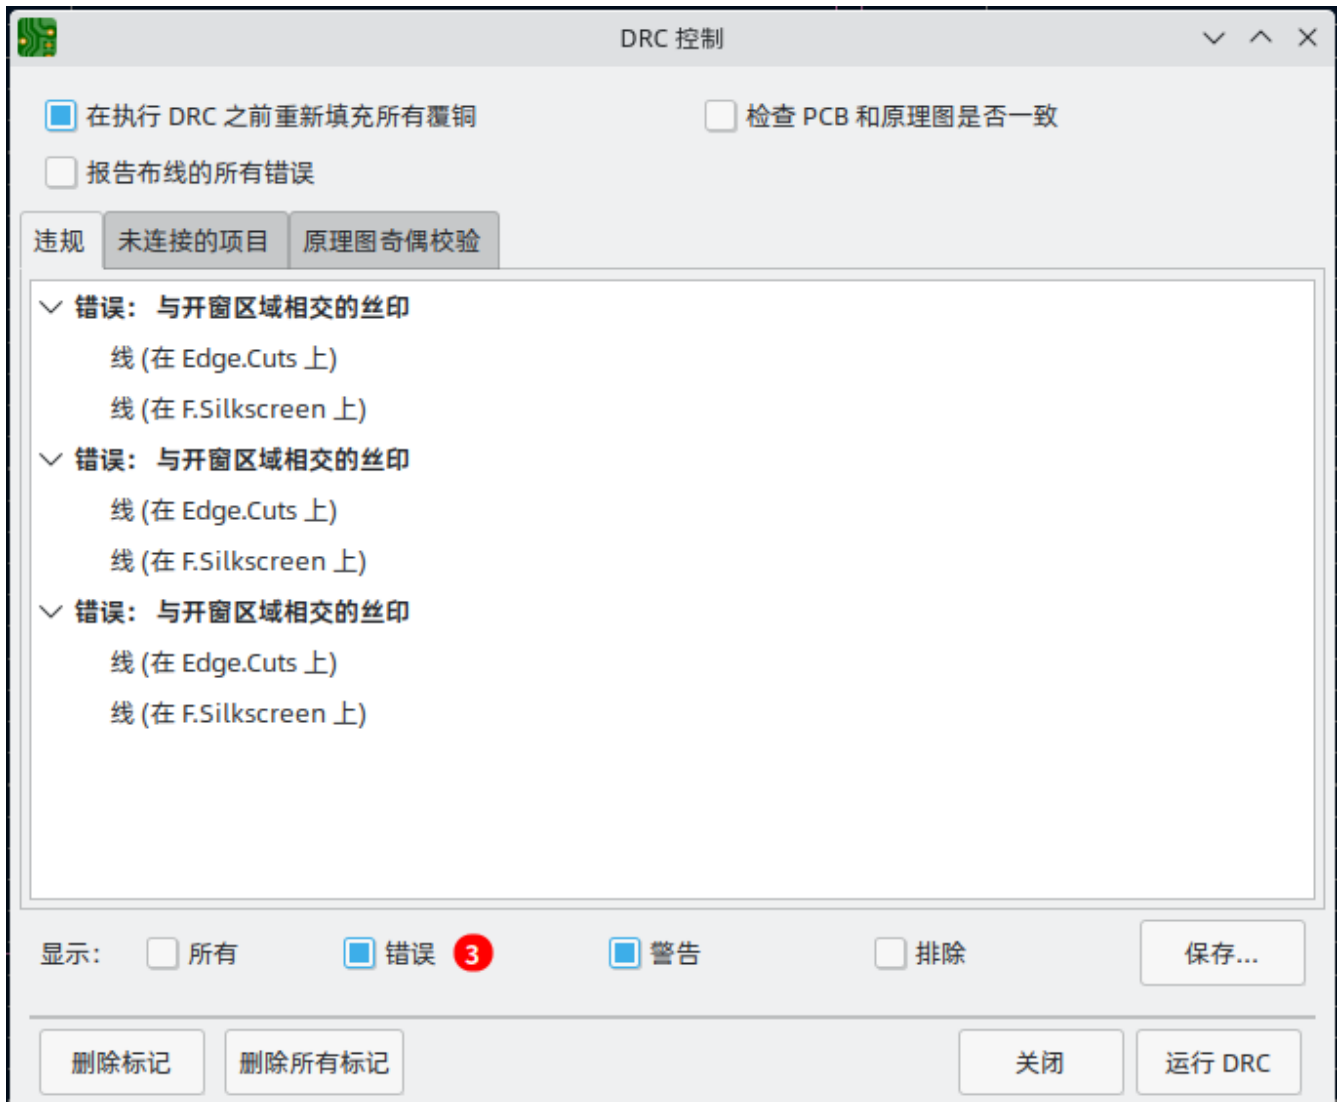 DRC 控制
在执行 DRC 之前重新填充所有覆铜
检查 PCB 和原理图是否一致
报告布线的所有错误
违规
未连接的项目
原理图奇偶校验
错误： 与开窗区域相交的丝印
线 (在 Edge.Cuts 上)
线 (在 F.Silkscreen 上)
错误： 与开窗区域相交的丝印
线 (在 Edge.Cuts 上)
线 (在 F.Silkscreen 上)
错误： 与开窗区域相交的丝印
线 (在 Edge.Cuts 上)
线 (在 F.Silkscreen 上)
显示:
所有
错误
3
警告
排除
保存...
删除标记
删除所有标记
关闭
运行 DRC